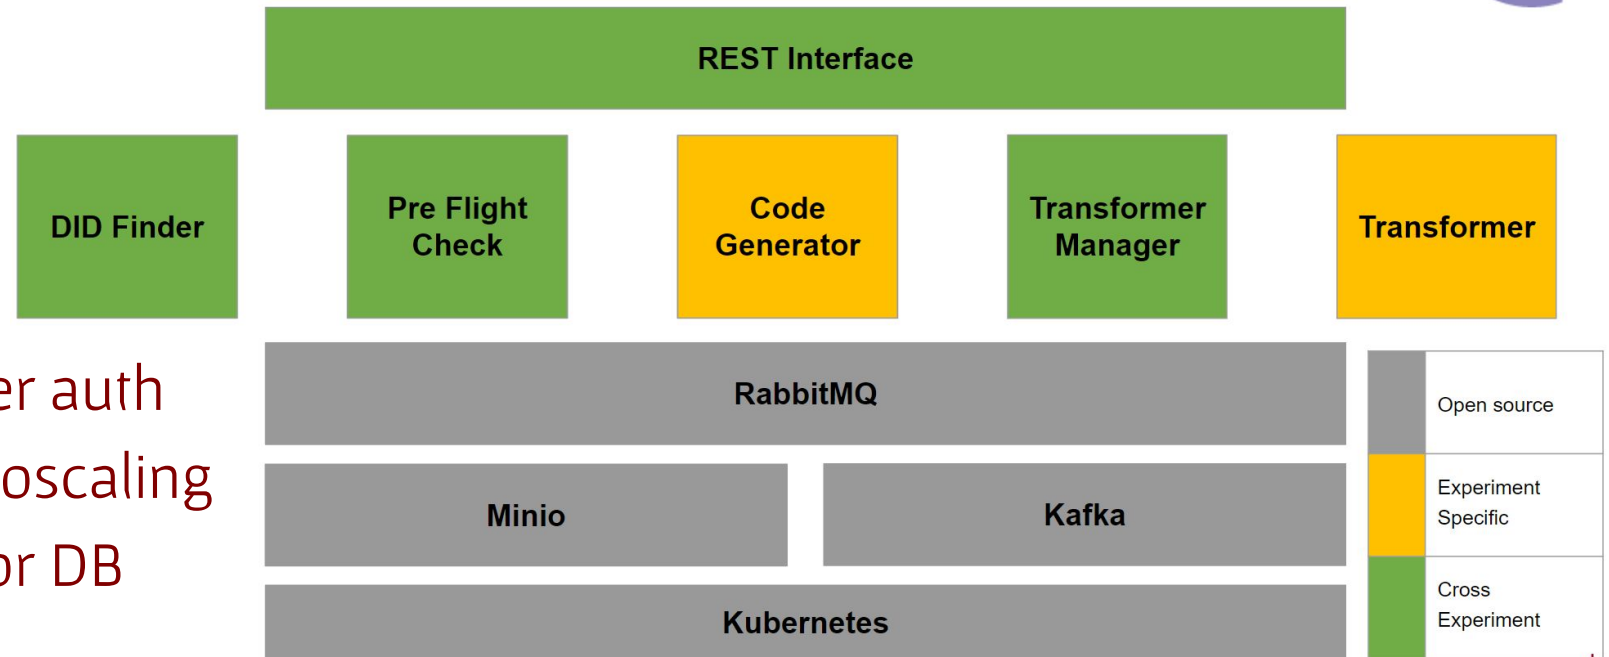 REST Interface
DID Finder
Pre Flight
Check
Code
Generator
Transformer
Manager
Transformer
RabbitMQ
Minio
Kafka
Kubernetes
er auth
oscaling
or DB
Open source
Experiment
Specific
Cross
Experiment